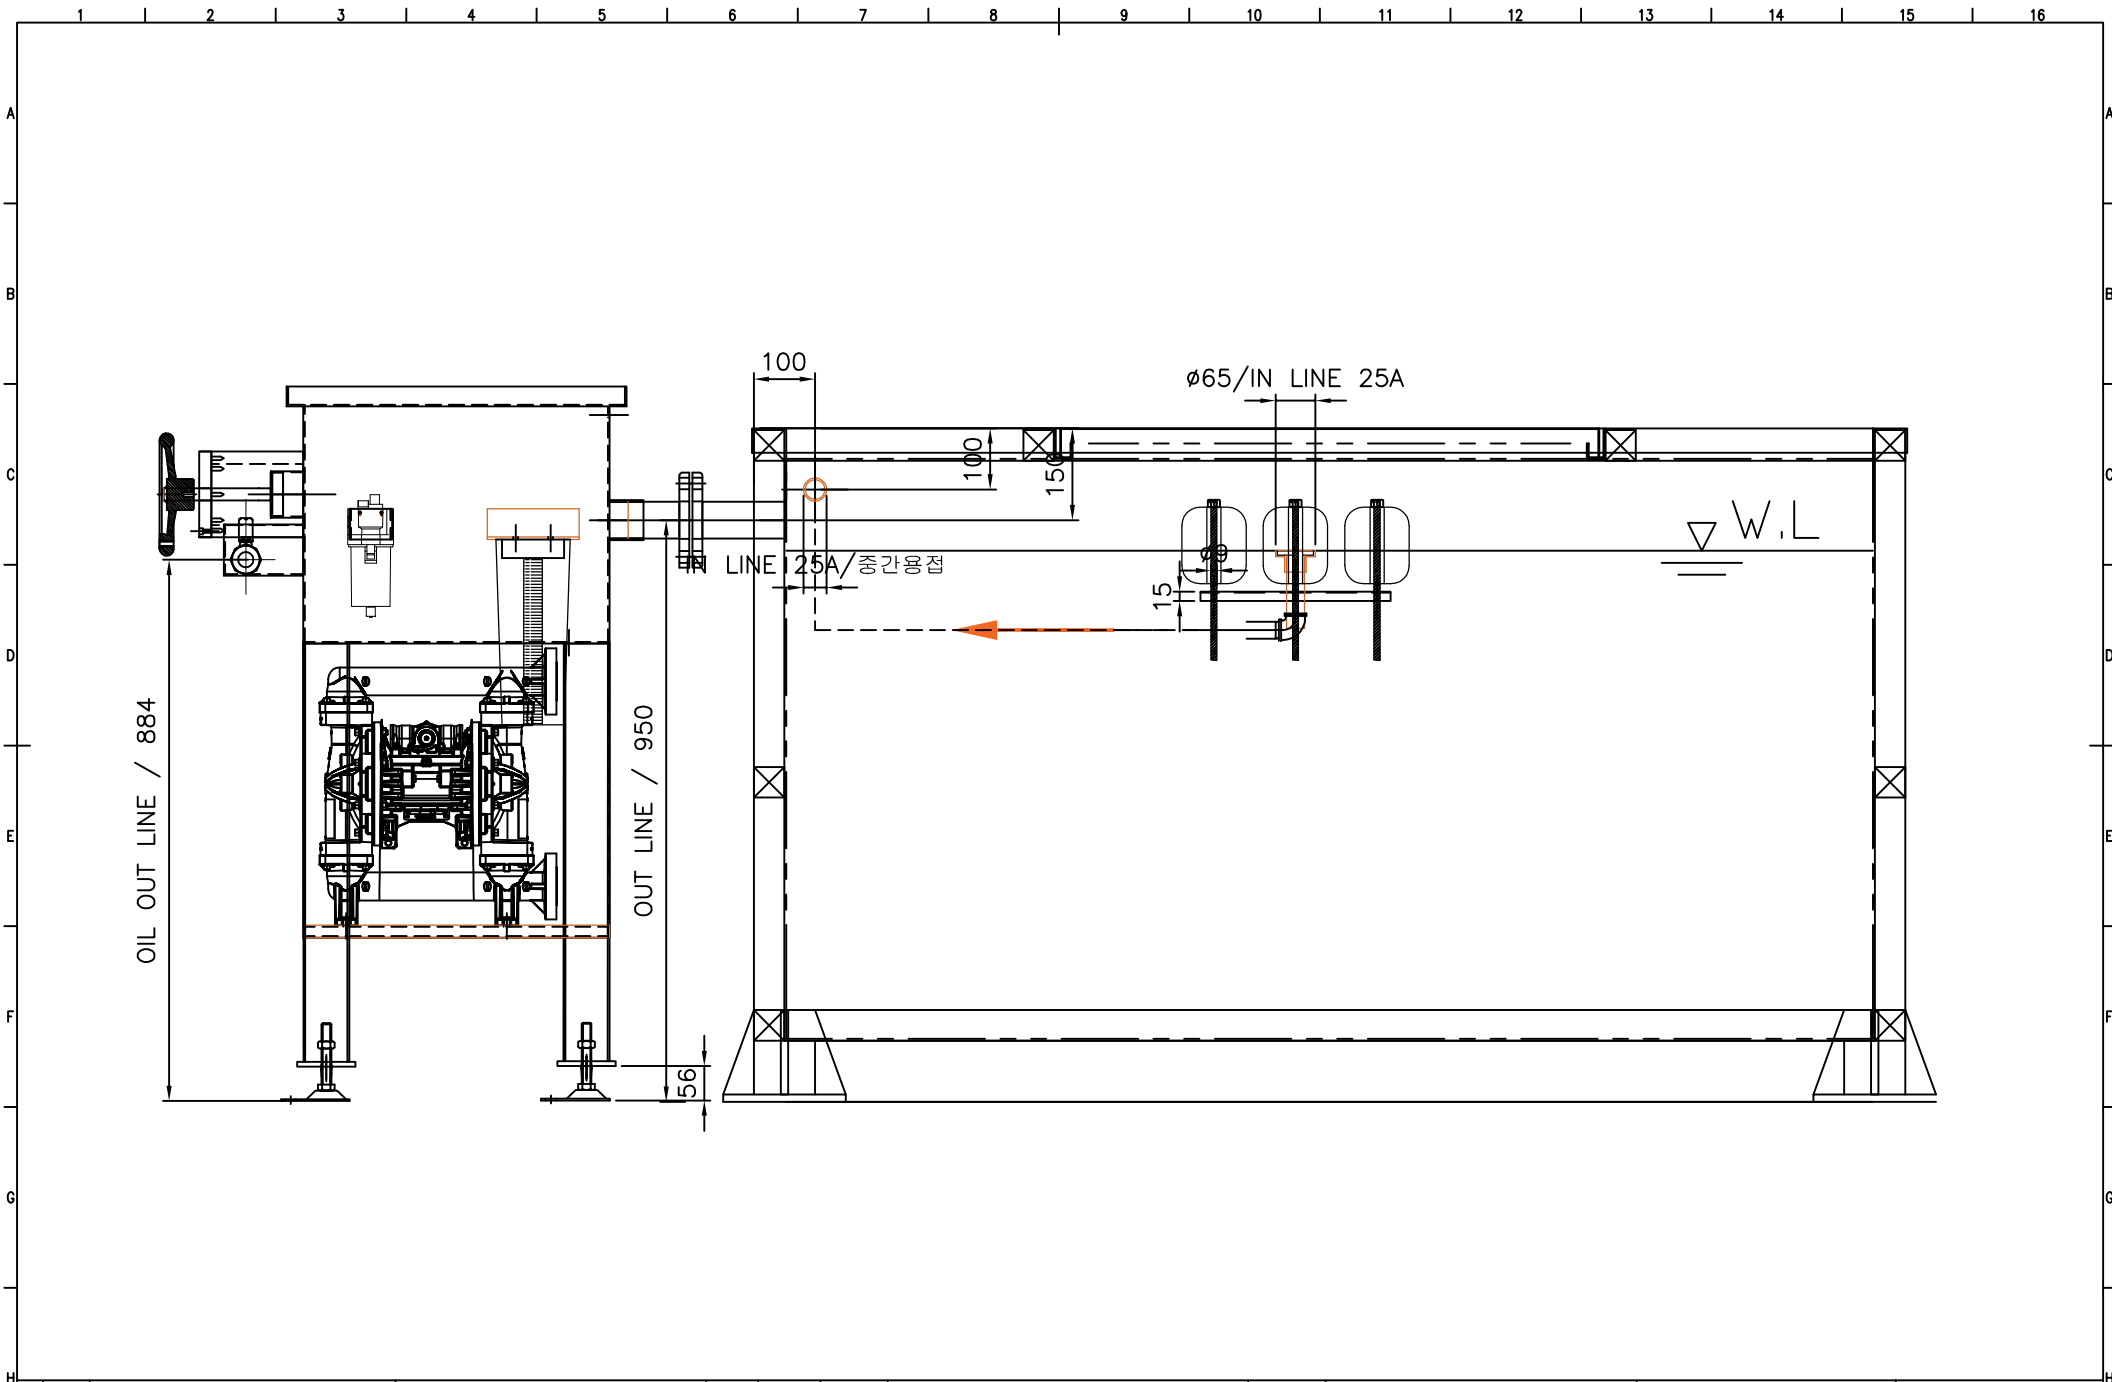 1 2 3 4 5 6 7 8 9 10 11 12 13 14 15 16
A A
B B
100
ø65/IN LINE 25A
100
150
C C
W.L
ø9
IN LINE 25A/중간용접
15
D D
OIL OUT LINE / 884
OUT LINE / 950
E E
F F
56
G G
H H